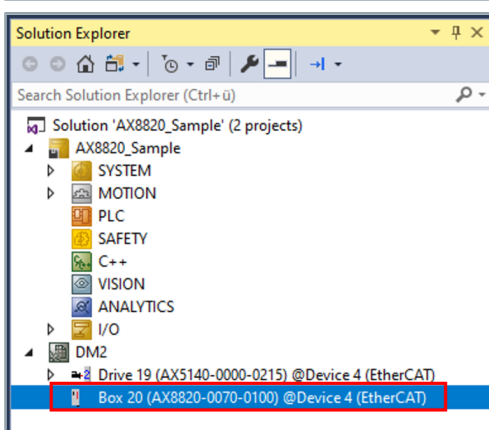 Solution Explorer
Search Solution Explorer (Ctrl+ü)
Solution 'AX8820_Sample' (2 projects)
AX8820_Sample
SYSTEM
MOTION
PLC
SAFETY
C++
VISION
ANALYTICS
I/O
DM2
Drive 19 (AX5140-0000-0215) @Device 4 (EtherCAT)
Box 20 (AX8820-0070-0100) @Device 4 (EtherCAT)